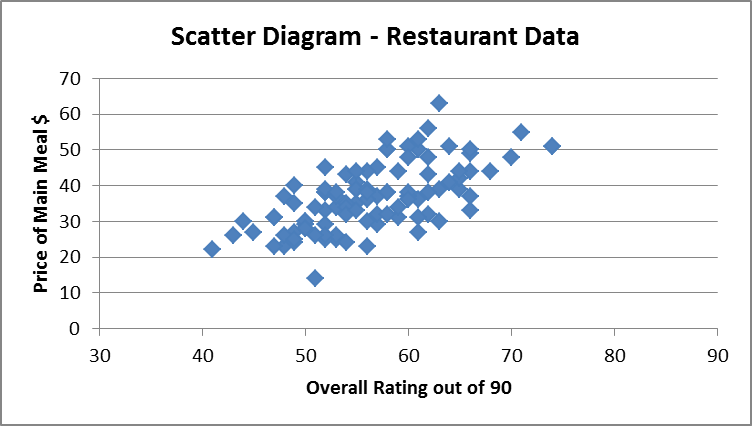 Scatter Diagram - Restaurant Data
Price of Main Meal $
70
60
50
40
30
20
10
0
30 40 50 60 70 80 90
Overall Rating out of 90